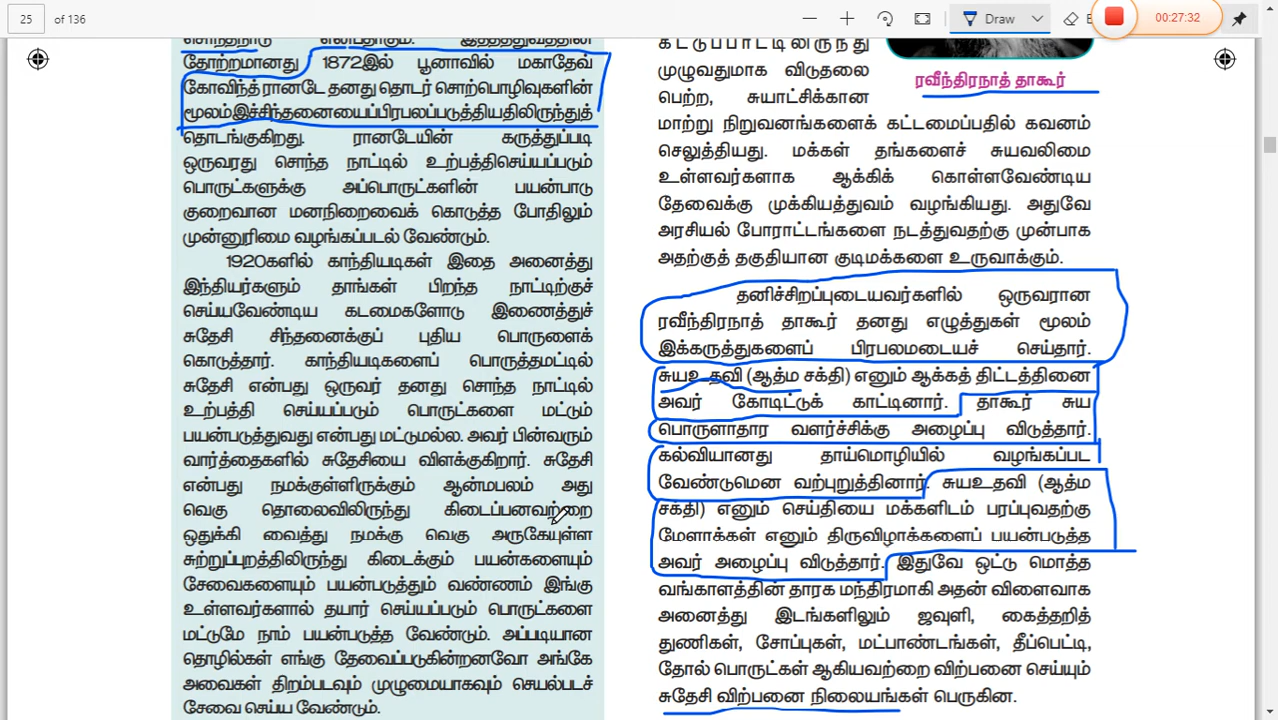 25 of 136
Draw
00:27:32
சொந்தநாடு என்பதாகும். இத்தத்துவத்தின்
தோற்றமானது 1872இல் பூனாவில் மகாதேவ்
கோவிந்த் ரானடே தனது தொடர் சொற்பொழிவுகளின்
மூலம்இச்சிந்தனையைப்பிரபலப்படுத்தியதிலிருந்துத்
தொடங்குகிறது. ரானடேயின் கருத்துப்படி
ஒருவரது சொந்த நாட்டில் உற்பத்திசெய்யப்படும்
பொருட்களுக்கு அப்பொருட்களின் பயன்பாடு
குறைவான மனநிறைவைக் கொடுத்த போதிலும்
முன்னுரிமை வழங்கப்படல் வேண்டும்.
1920களில் காந்தியடிகள் இதை அனைத்து
இந்தியர்களும் தாங்கள் பிறந்த நாட்டிற்குச்
செய்யவேண்டிய கடமைகளோடு இணைத்துச்
சுதேசி சிந்தனைக்குப் புதிய பொருளைக்
கொடுத்தார். காந்தியடிகளைப் பொருத்தமட்டில்
சுதேசி என்பது ஒருவர் தனது சொந்த நாட்டில்
உற்பத்தி செய்யப்படும் பொருட்களை மட்டும்
பயன்படுத்துவது என்பது மட்டுமல்ல. அவர் பின்வரும்
வார்த்தைகளில் சுதேசியை விளக்குகிறார். சுதேசி
என்பது நமக்குள்ளிருக்கும் ஆன்மபலம் அது
வெகு தொலைவிலிருந்து கிடைப்பனவற்றை
ஒதுக்கி வைத்து நமக்கு வெகு அருகேயுள்ள
சுற்றுப்புறத்திலிருந்து கிடைக்கும் பயன்களையும்
சேவைகளையும் பயன்படுத்தும் வண்ணம் இங்கு
உள்ளவர்களால் தயார் செய்யப்படும் பொருட்களை
மட்டுமே நாம் பயன்படுத்த வேண்டும். அப்படியான
தொழில்கள் எங்கு தேவைப்படுகின்றனவோ அங்கே
அவைகள் திறம்படவும் முழுமையாகவும் செயல்படச்
சேவை செய்ய வேண்டும்.
கட்டுப்பாட்டிலிருந்து
முழுவதுமாக விடுதலை
பெற்ற, சுயாட்சிக்கான
ரவீந்திரநாத் தாகூர்
மாற்று நிறுவனங்களைக் கட்டமைப்பதில் கவனம்
செலுத்தியது. மக்கள் தங்களைச் சுயவலிமை
உள்ளவர்களாக ஆக்கிக் கொள்ளவேண்டிய
தேவைக்கு முக்கியத்துவம் வழங்கியது. அதுவே
அரசியல் போராட்டங்களை நடத்துவதற்கு முன்பாக
அதற்குத் தகுதியான குடிமக்களை உருவாக்கும்.
தனிச்சிறப்புடையவர்களில் ஒருவரான
ரவீந்திரநாத் தாகூர் தனது எழுத்துகள் மூலம்
இக்கருத்துகளைப் பிரபலமடையச் செய்தார்.
சுயஉதவி (ஆத்ம சக்தி) எனும் ஆக்கத் திட்டத்தினை
அவர் கோடிட்டுக் காட்டினார். தாகூர் சுய
பொருளாதார வளர்ச்சிக்கு அழைப்பு விடுத்தார்.
கல்வியானது தாய்மொழியில் வழங்கப்பட
வேண்டுமென வற்புறுத்தினார். சுயஉதவி (ஆத்ம
சக்தி) எனும் செய்தியை மக்களிடம் பரப்புவதற்கு
மேளாக்கள் எனும் திருவிழாக்களைப் பயன்படுத்த
அவர் அழைப்பு விடுத்தார். இதுவே ஒட்டு மொத்த
வங்காளத்தின் தாரக மந்திரமாகி அதன் விளைவாக
அனைத்து இடங்களிலும் ஜவுளி, கைத்தறித்
துணிகள், சோப்புகள், மட்பாண்டங்கள், தீப்பெட்டி,
தோல் பொருட்கள் ஆகியவற்றை விற்பனை செய்யும்
சுதேசி விற்பனை நிலையங்கள் பெருகின.